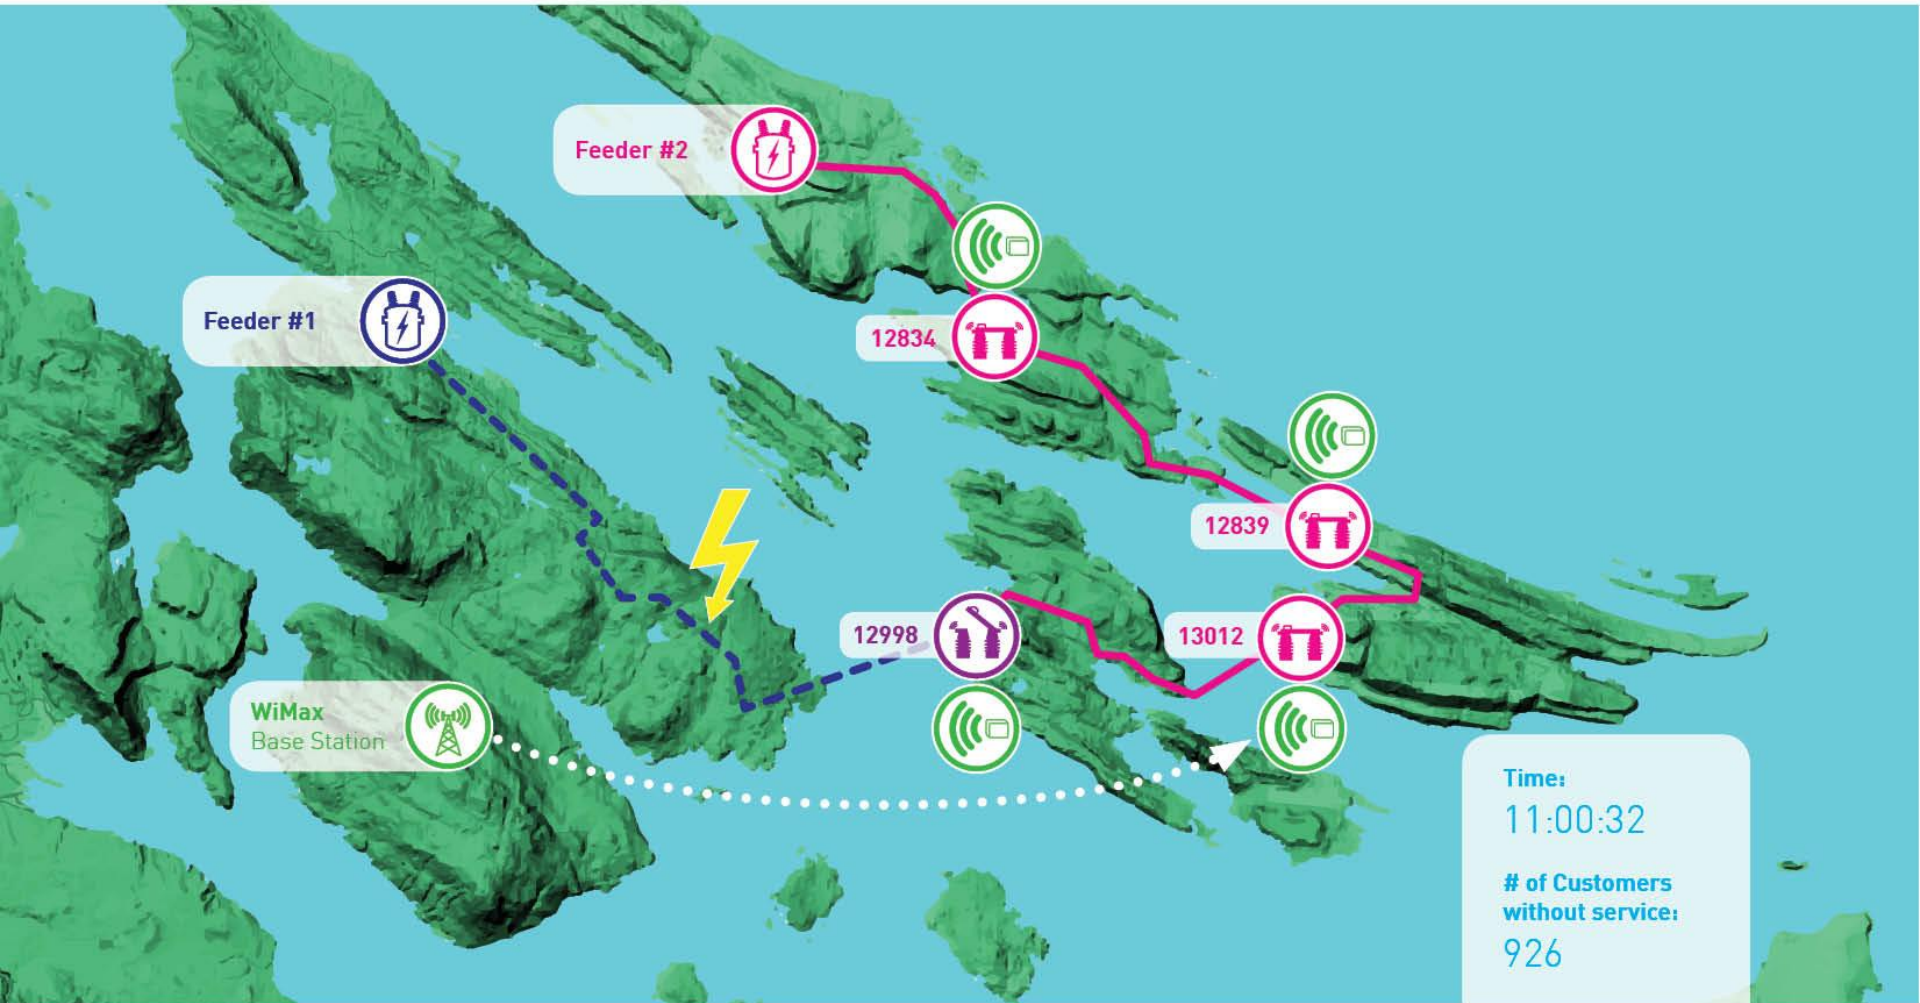 Feeder #2
Feeder #1
12834
12839
12998
13012
WiMax
Base Station
Time:
11:00:32
# of Customers
without service:
926